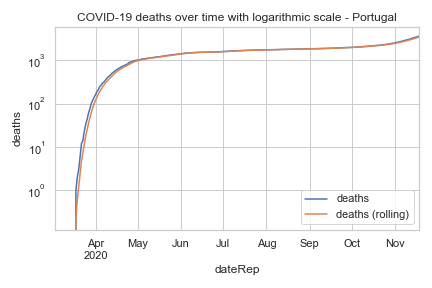 COVID-19 deaths over time with logarithmic scale - Portugal
deaths
10³
10²
10¹
10⁰
deaths
deaths (rolling)
Apr May Jun Jul Aug Sep Oct Nov
2020
dateRep